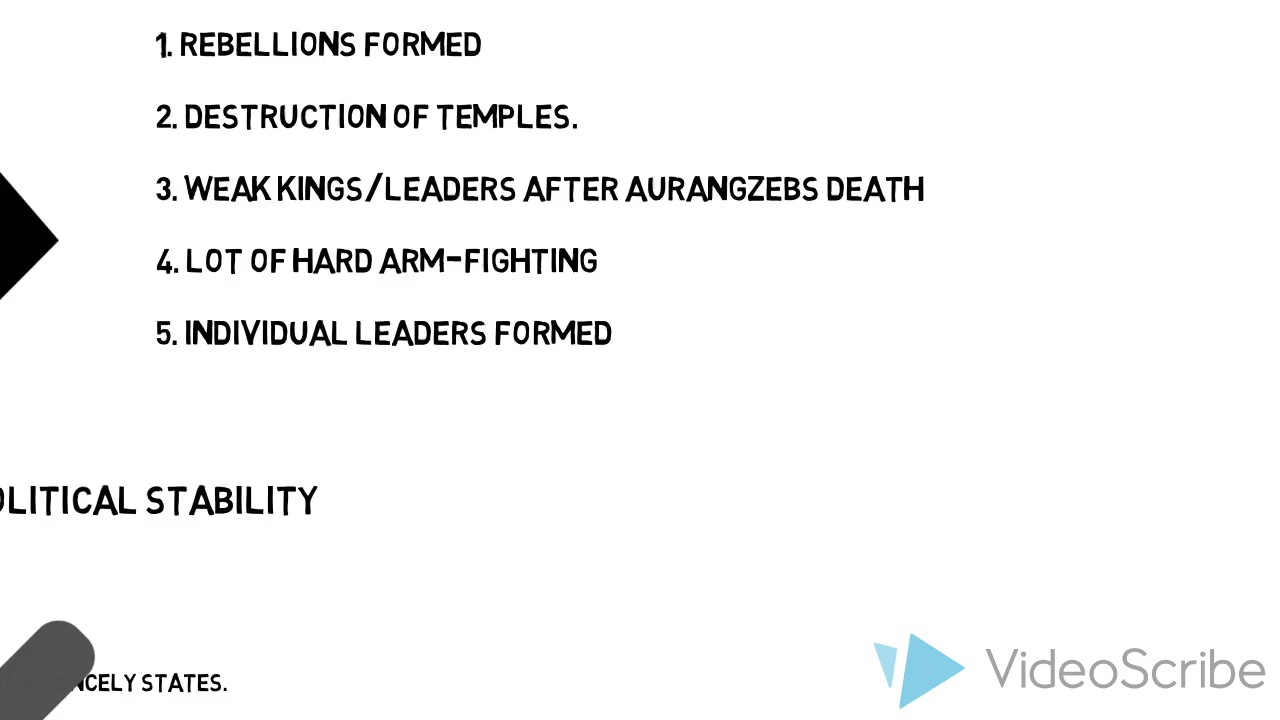 1. REBELLIONS FORMED
2. DESTRUCTION OF TEMPLES.
3. WEAK KINGS/LEADERS AFTER AURANGZEBS DEATH
4. LOT OF HARD ARM-FIGHTING
5. INDIVIDUAL LEADERS FORMED
OLITICAL STABILITY
STATES.
VideoScribe